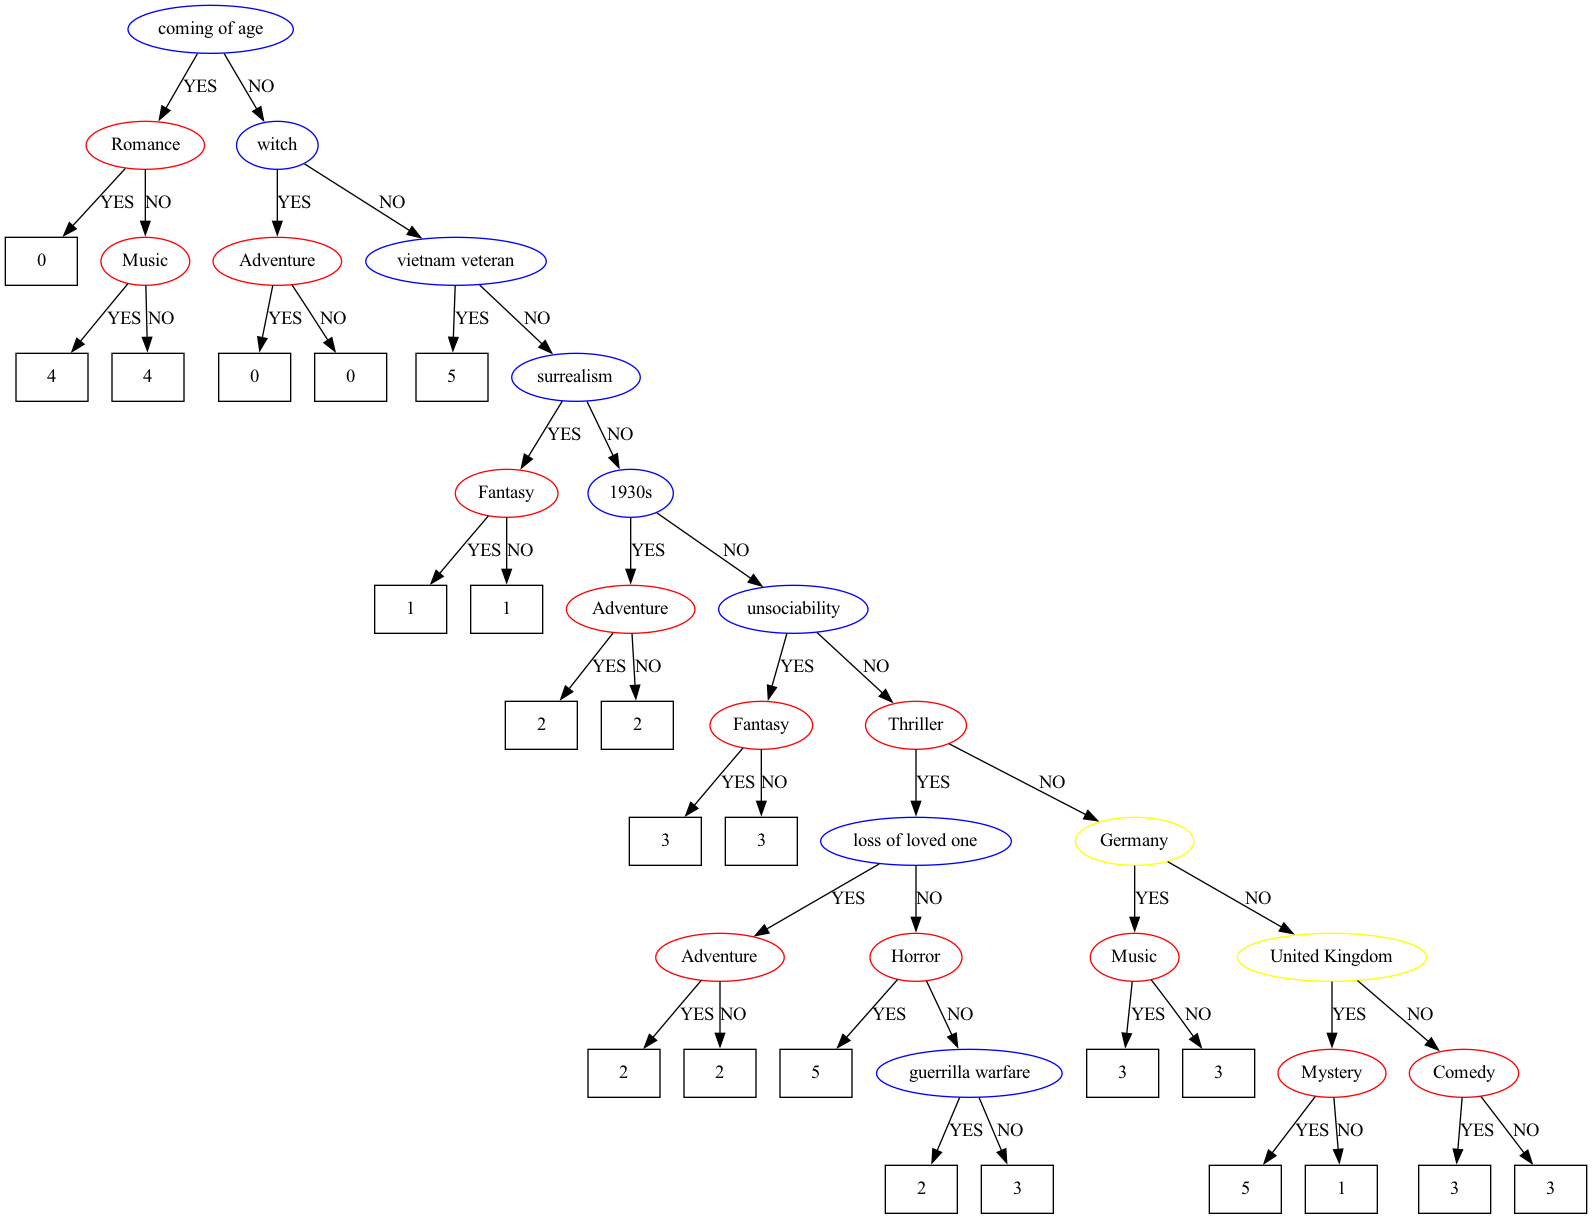 coming of age
YES
NO
Romance
witch
YES
NO
YES
NO
0
Music
Adventure
vietnam veteran
YES
NO
YES
NO
YES
NO
4
4
0
0
5
surrealism
YES
NO
Fantasy
1930s
YES
NO
YES
NO
1
1
Adventure
unsociability
YES
NO
YES
NO
2
2
Fantasy
Thriller
YES
NO
YES
NO
3
3
loss of loved one
Germany
YES
NO
YES
NO
Adventure
Horror
Music
United Kingdom
YES
NO
YES
NO
YES
NO
YES
NO
2
2
5
guerrilla warfare
3
3
Mystery
Comedy
YES
NO
YES
NO
YES
NO
2
3
5
1
3
3